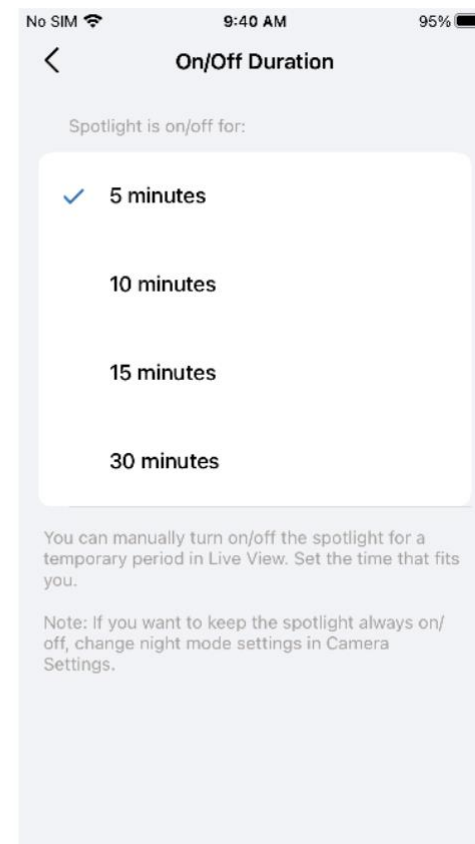 No SIM 9:40 AM 95%
On/Off Duration
Spotlight is on/off for:
5 minutes
10 minutes
15 minutes
30 minutes
You can manually turn on/off the spotlight for a
temporary period in Live View. Set the time that fits
you.
Note: If you want to keep the spotlight always on/
off, change night mode settings in Camera
Settings.